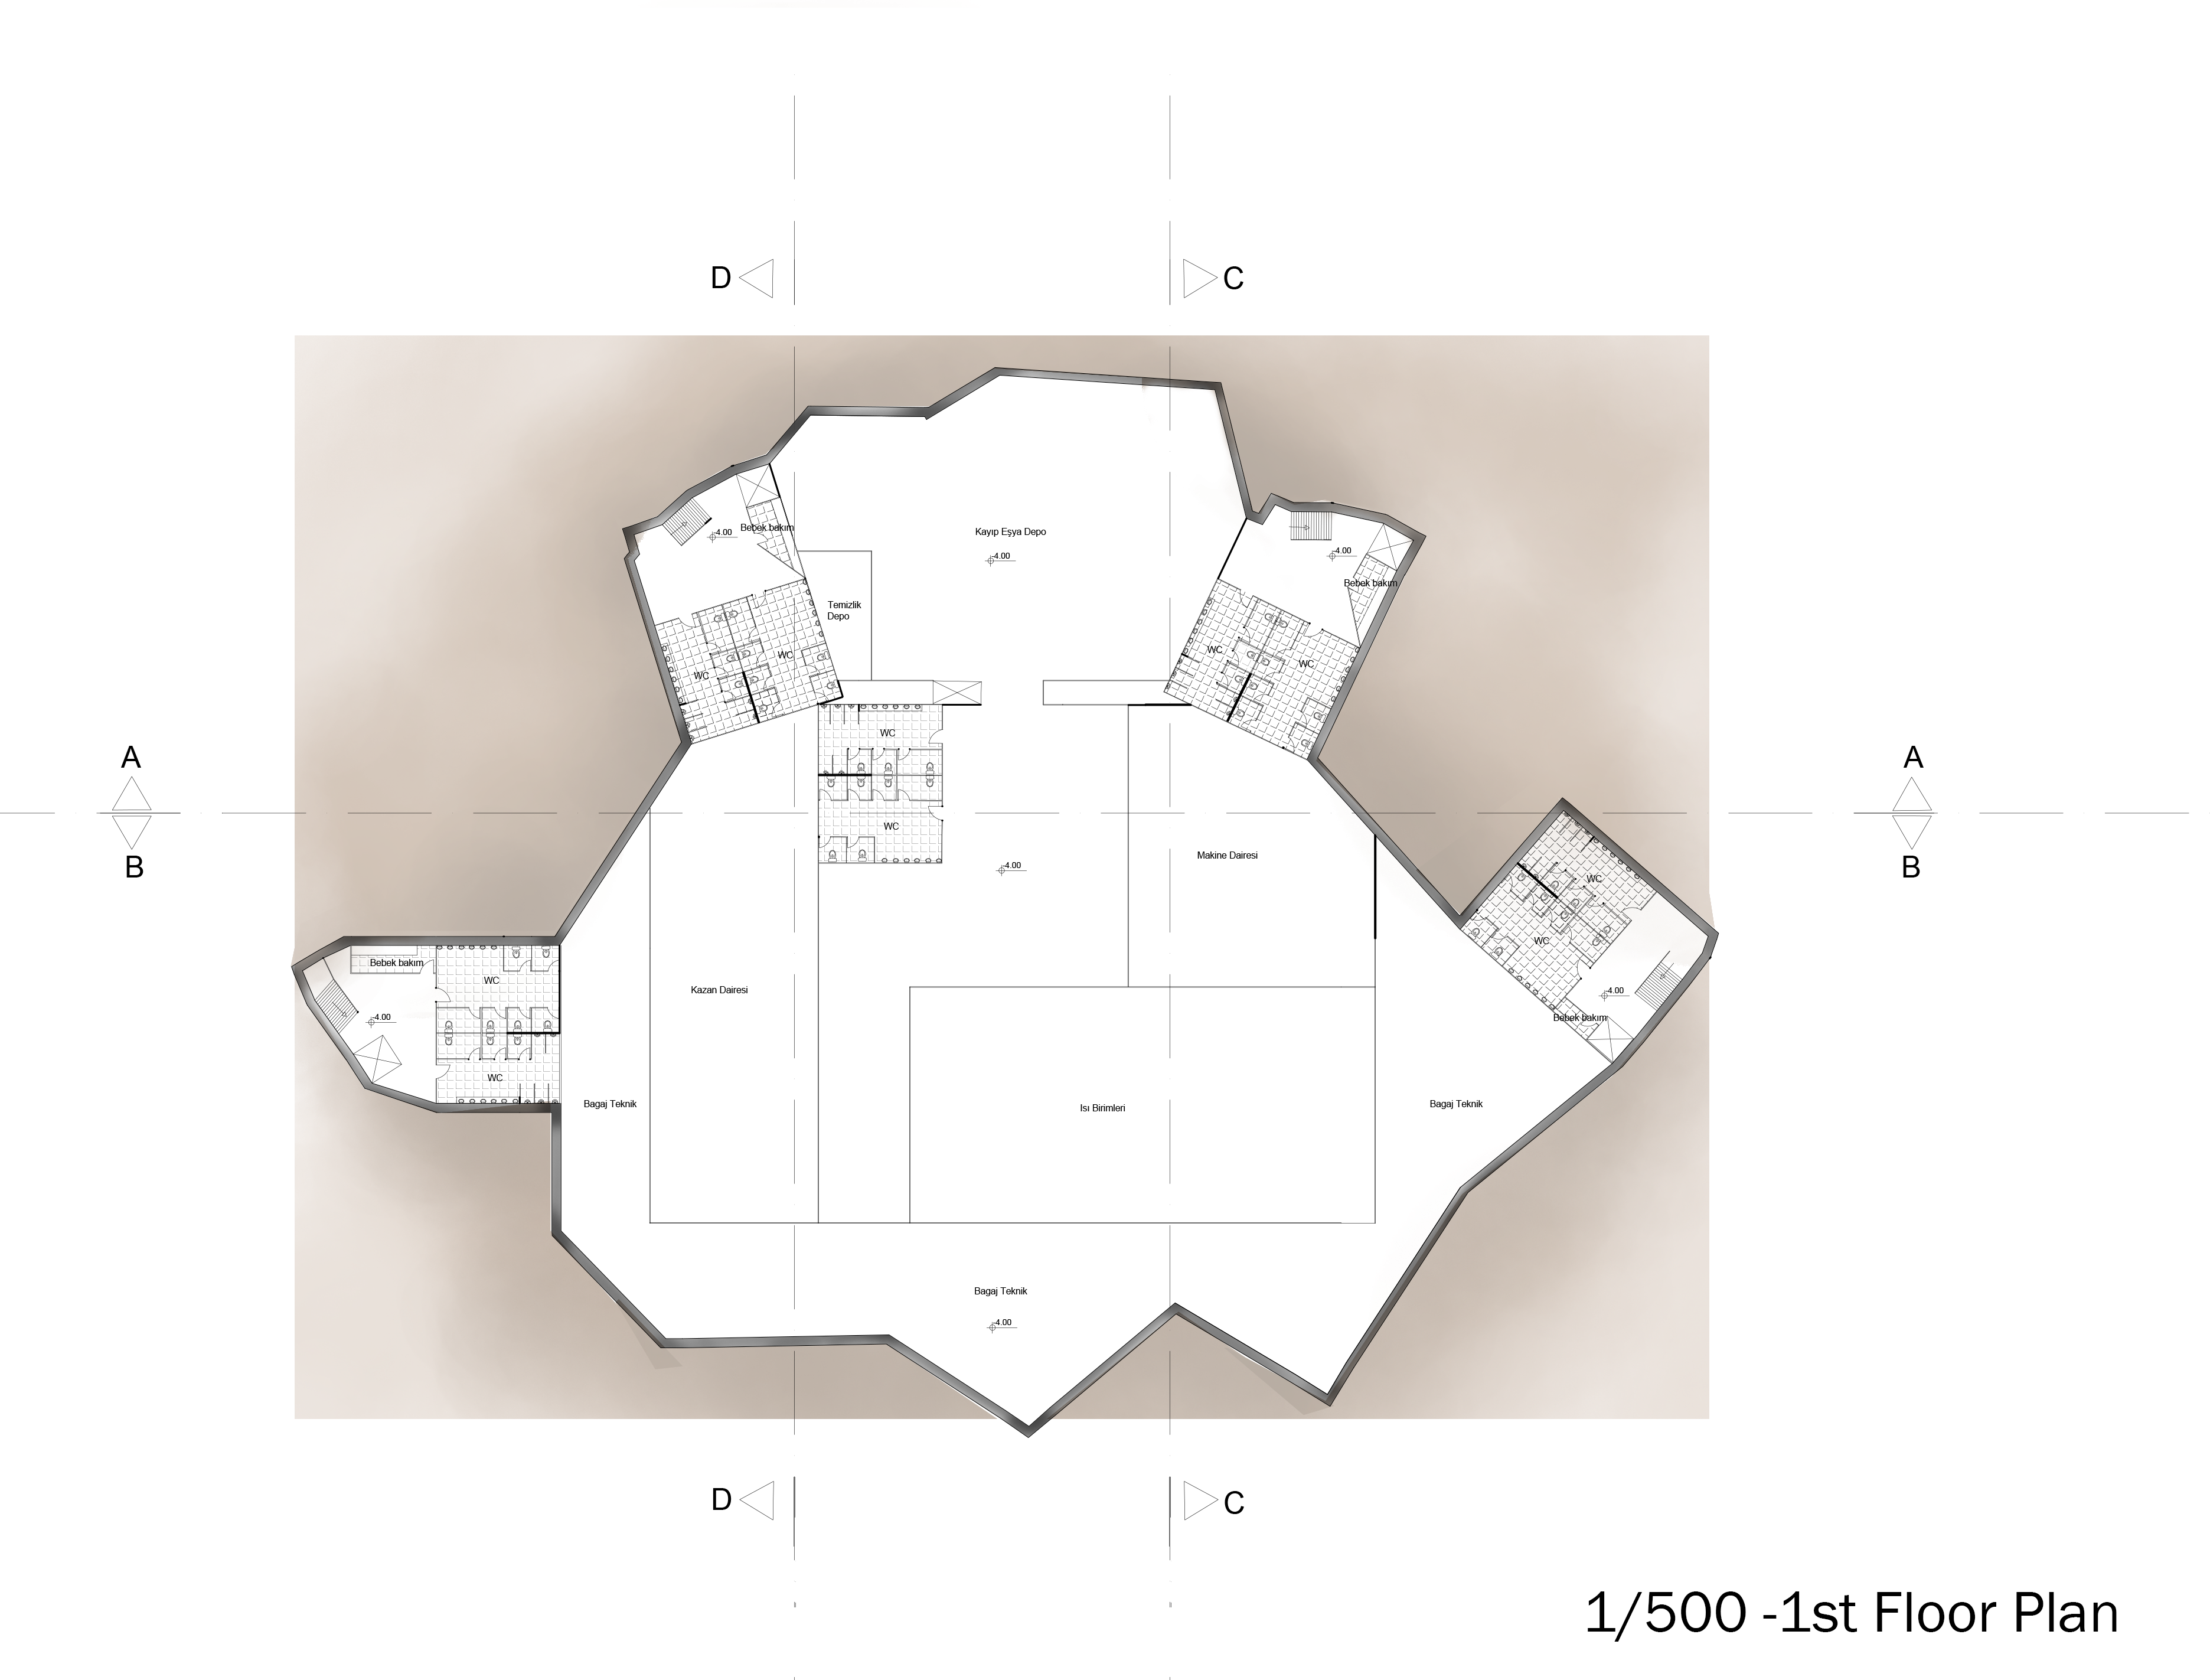 D
C
Bebek bakım
-4.00
Kayıp Eşya Depo
-4.00
-4.00
Bebek bakım
Temizlik
Depo
WC
WC
WC
WC
WC
A
A
WC
B
B
-4.00
Makine Dairesi
WC
WC
Bebek bakım
WC
-4.00
WC
Kazan Dairesi
-4.00
Bebek bakım
Bagaj Teknik
Isı Birimleri
Bagaj Teknik
Bagaj Teknik
-4.00
D
C
1/500 -1st Floor Plan